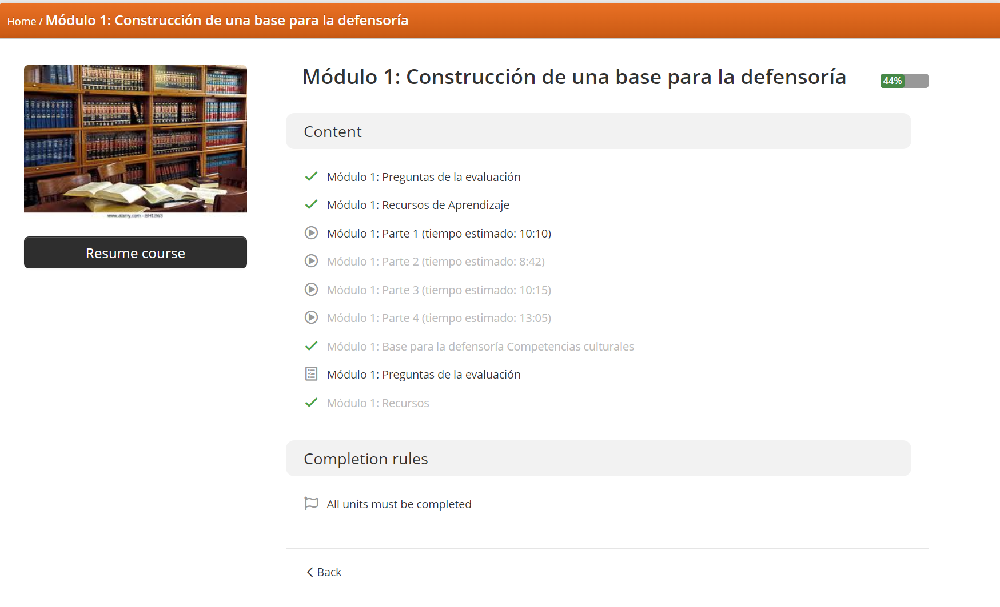 Home / Módulo 1: Construcción de una base para la defensoría
Módulo 1: Construcción de una base para la defensoría
44%
www.alamy.com - BH12W3
Resume course
Content
Módulo 1: Preguntas de la evaluación
Módulo 1: Recursos de Aprendizaje
Módulo 1: Parte 1 (tiempo estimado: 10:10)
Módulo 1: Parte 2 (tiempo estimado: 8:42)
Módulo 1: Parte 3 (tiempo estimado: 10:15)
Módulo 1: Parte 4 (tiempo estimado: 13:05)
Módulo 1: Base para la defensoría Competencias culturales
Módulo 1: Preguntas de la evaluación
Módulo 1: Recursos
Completion rules
All units must be completed
Back